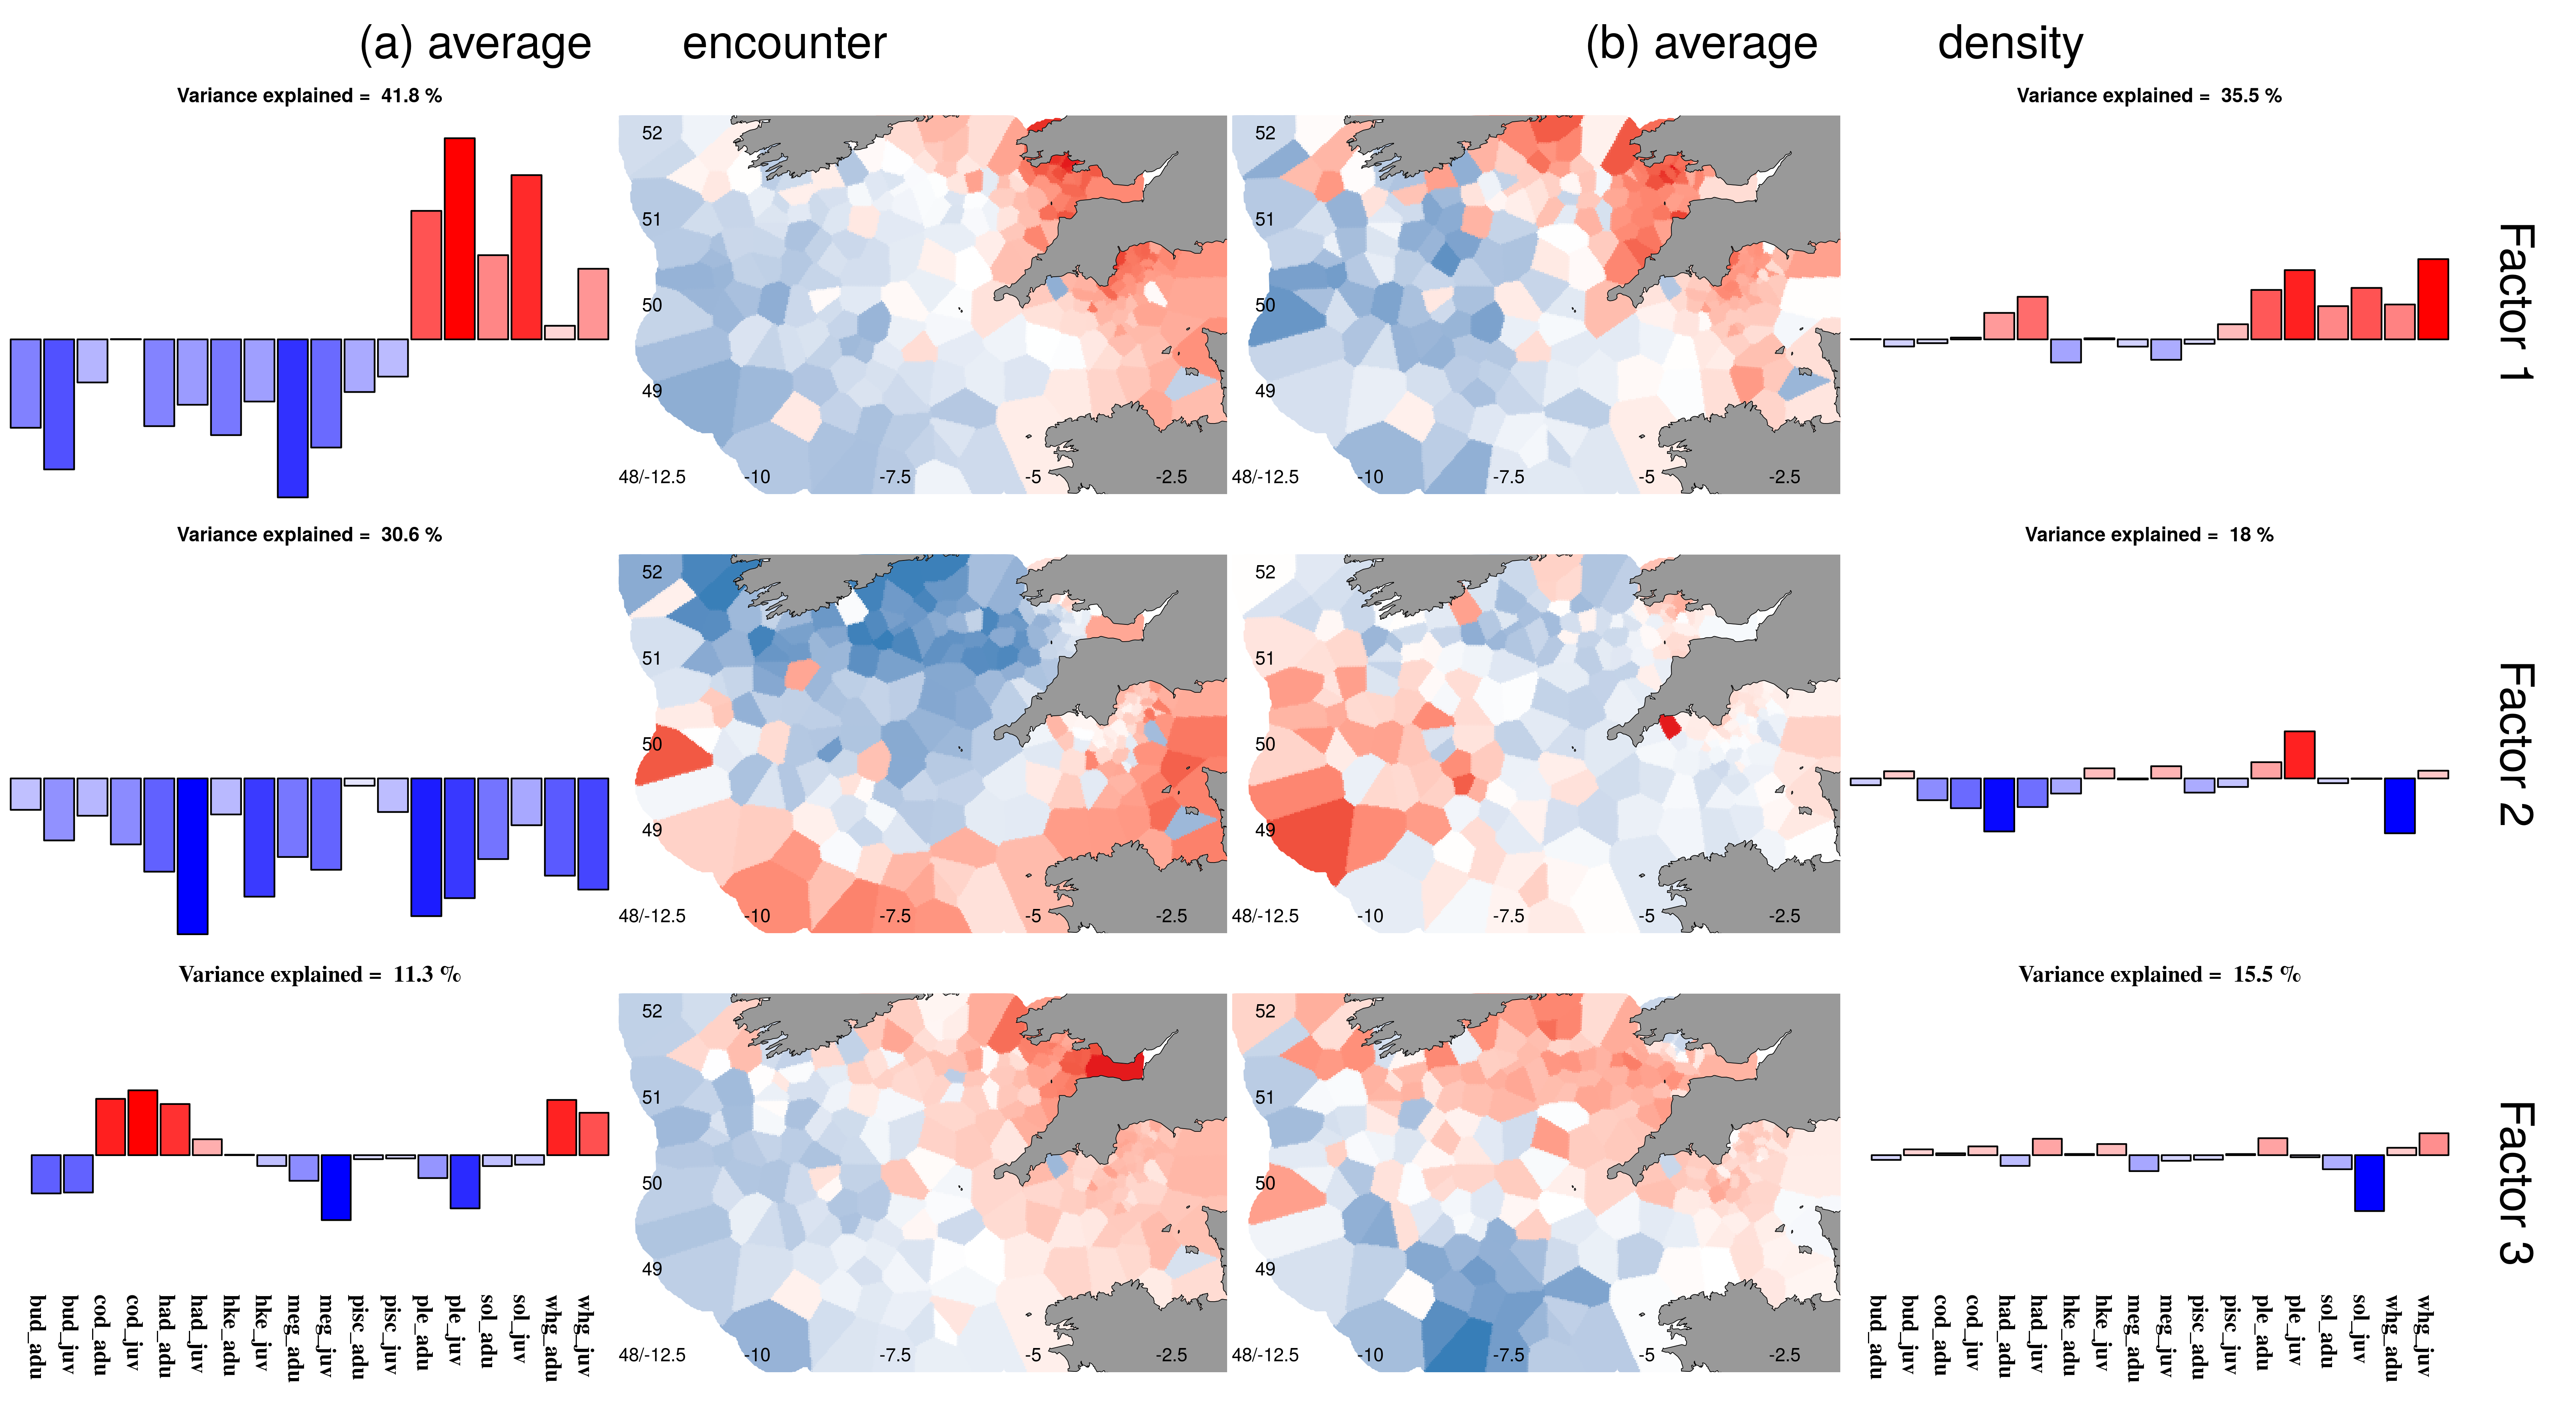 (a) average encounter
(b) average density
Variance explained = 41.8 %
Variance explained = 35.5 %
52
51
50
49
48/-12.5
-10
-7.5
-5
-2.5
52
51
50
49
48/-12.5
-10
-7.5
-5
-2.5
Factor 1
Variance explained = 30.6 %
Variance explained = 18 %
52
51
50
49
48/-12.5
-10
-7.5
-5
-2.5
52
51
50
49
48/-12.5
-10
-7.5
-5
-2.5
Factor 2
Variance explained = 11.3 %
Variance explained = 15.5 %
52
51
50
49
48/-12.5
-10
-7.5
-5
-2.5
52
51
50
49
48/-12.5
-10
-7.5
-5
-2.5
Factor 3
bud_adu
bud_juv
cod_adu
cod_juv
had_adu
had_juv
hke_adu
hke_juv
meg_adu
meg_juv
pisc_adu
pisc_juv
ple_adu
ple_juv
sol_adu
sol_juv
whg_adu
whg_juv
bud_adu
bud_juv
cod_adu
cod_juv
had_adu
had_juv
hke_adu
hke_juv
meg_adu
meg_juv
pisc_adu
pisc_juv
ple_adu
ple_juv
sol_adu
sol_juv
whg_adu
whg_juv